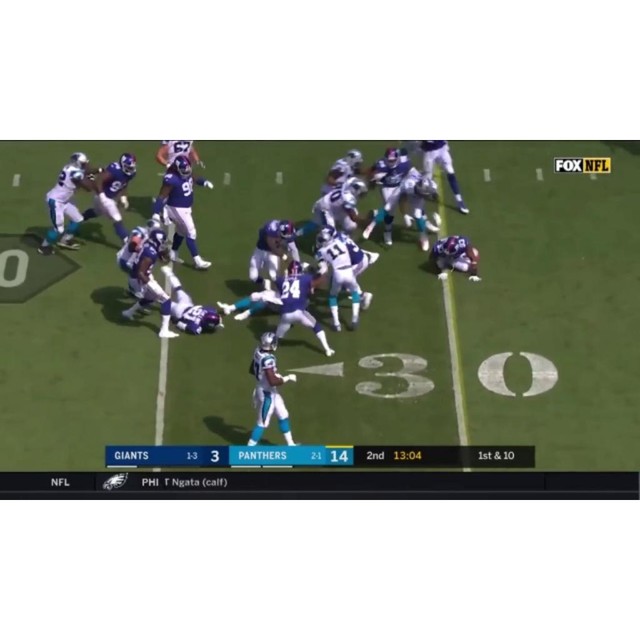 FOX NFL
0
11
24
30
GIANTS 1-3 3 PANTHERS 2-1 14 2nd 13:04 1st & 10
NFL PHI T Ngata (calf)